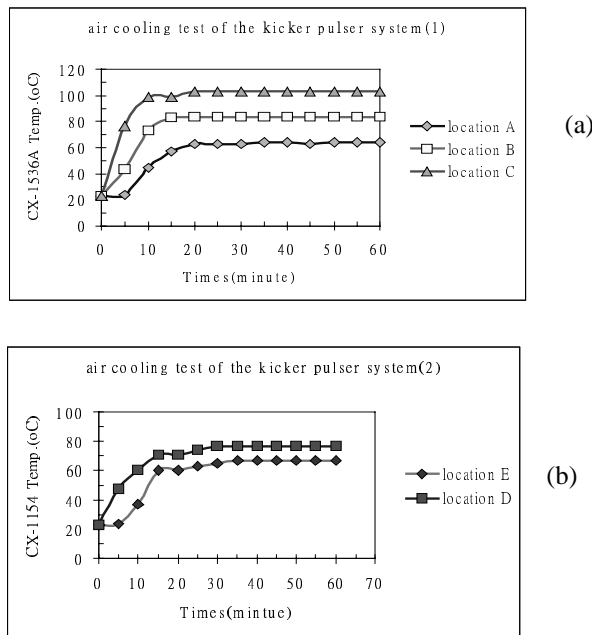 air cooling test of the kicker pulser system(1)
CX-1536A Temp.(oC)
120
100
80
60
40
20
0
0 10 20 30 40 50 60
Times(minute)
location A
location B
location C
(a)
air cooling test of the kicker pulser system(2)
CX-1154 Temp.(oC)
100
80
60
40
20
0
0 10 20 30 40 50 60 70
Times(mintue)
location E
location D
(b)